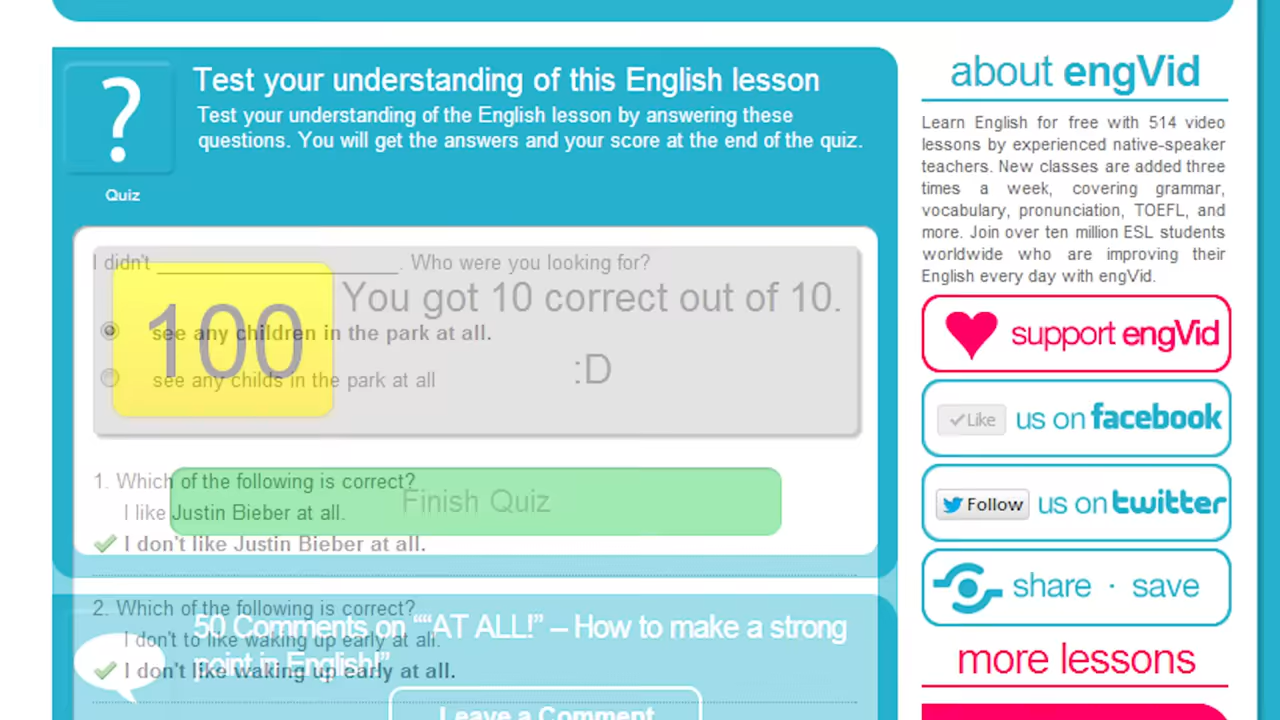 Test your understanding of this English lesson
Test your understanding of the English lesson by answering these
questions. You will get the answers and your score at the end of the quiz.
?
Quiz
I didn't ______________________. Who were you looking for?
You got 10 correct out of 10.
100
see any children in the park at all.
see any childs in the park at all
:D
1. Which of the following is correct?
I like Justin Bieber at all.
Finish Quiz
I don't like Justin Bieber at all.
2. Which of the following is correct?
50 Comments on ““AT ALL!” – How to make a strong
point in English!”
I don't to like waking up early at all.
I don't like waking up early at all.
Leave a Comment
about engVid
Learn English for free with 514 video
lessons by experienced native-speaker
teachers. New classes are added three
times a week, covering grammar,
vocabulary, pronunciation, TOEFL, and
more. Join over ten million ESL students
worldwide who are improving their
English every day with engVid.
support engVid
Like us on facebook
Follow us on twitter
share · save
more lessons